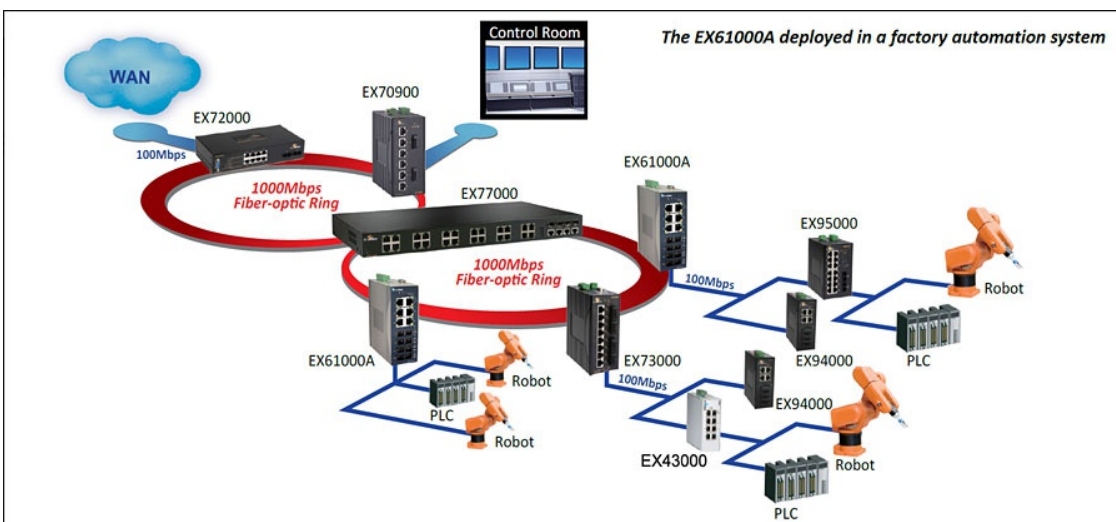 The EX61000A deployed in a factory automation system
Control Room
WAN
EX70900
EX72000
100Mbps
EX61000A
1000Mbps
Fiber-optic Ring
EX77000
EX95000
1000Mbps
Fiber-optic Ring
100Mbps
Robot
EX61000A
EX73000
EX94000
PLC
100Mbps
EX94000
Robot
PLC
Robot
EX43000
Robot
PLC